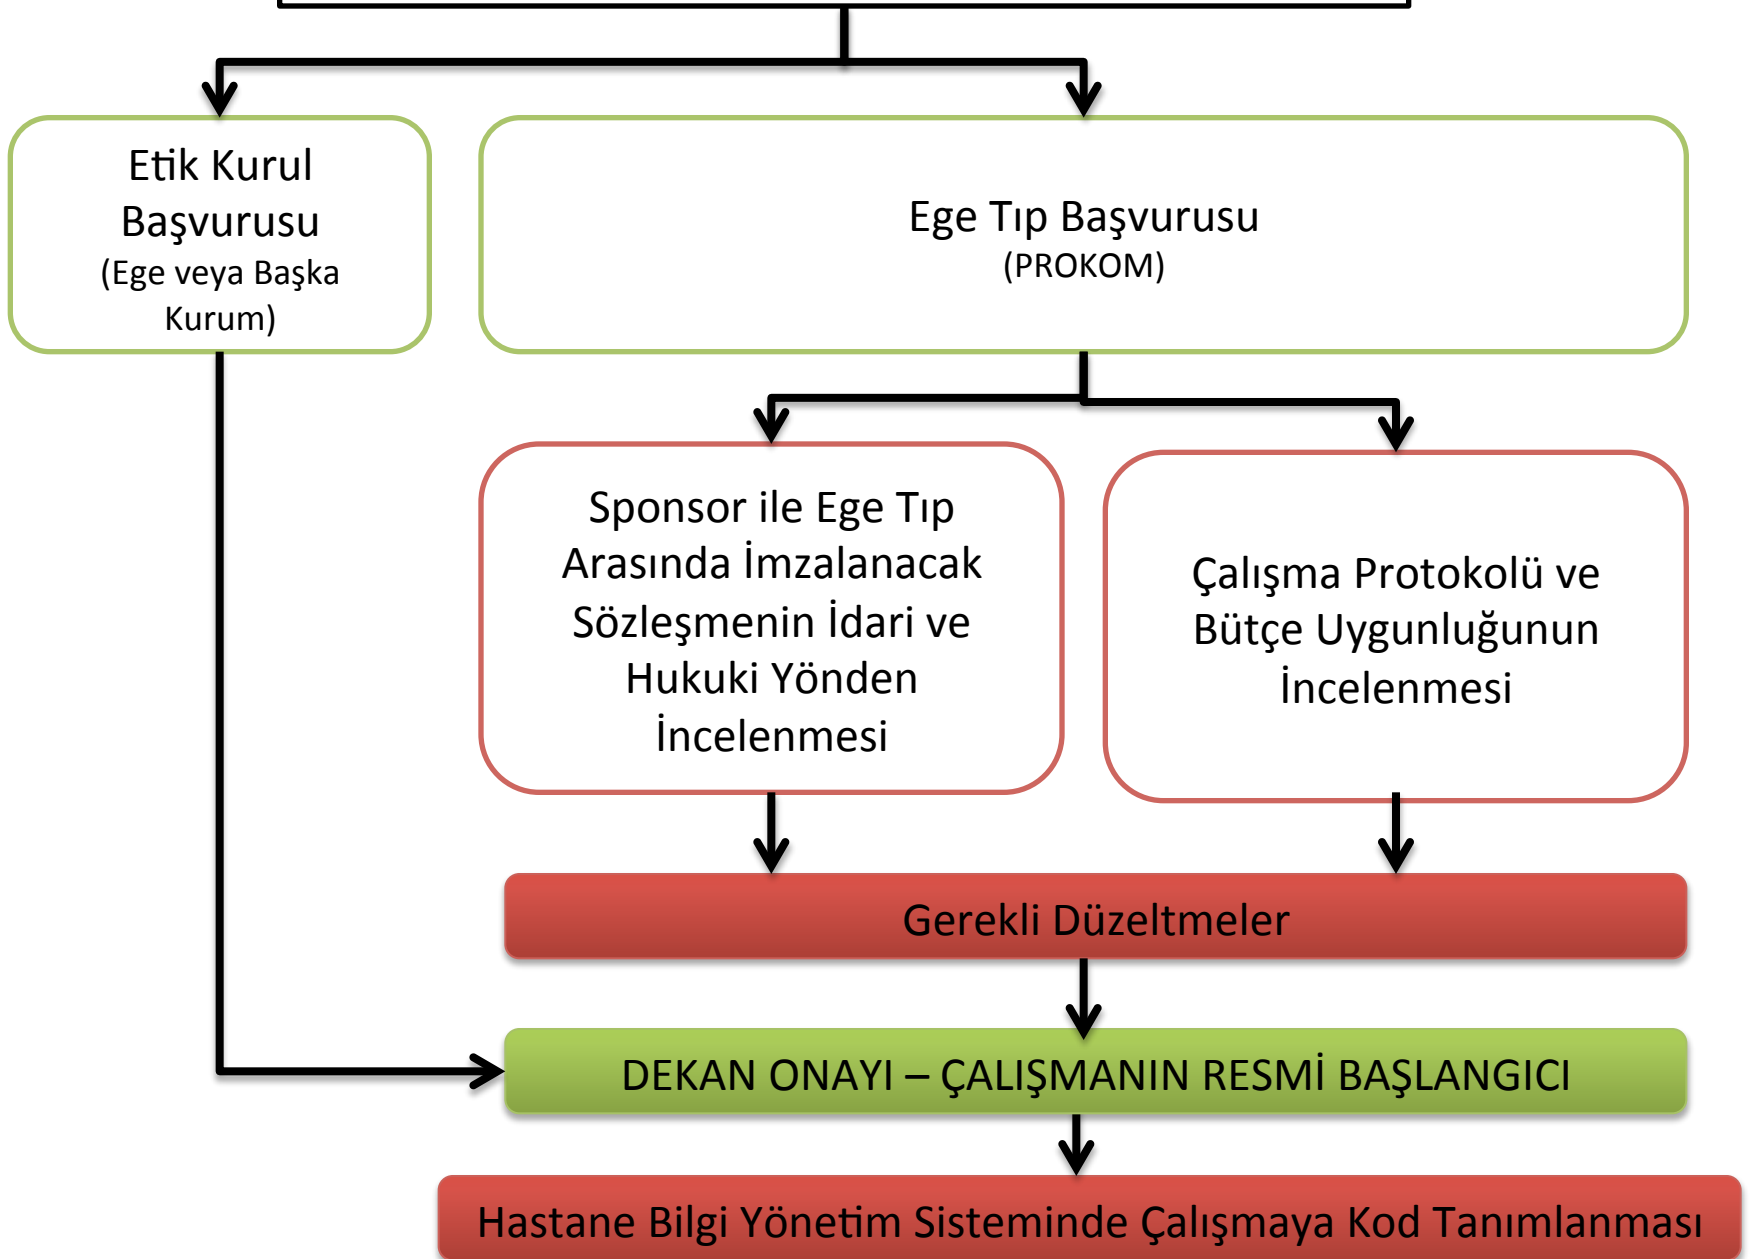 Etik Kurul
Başvurusu
(Ege veya Başka
Kurum)
Ege Tıp Başvurusu
(PROKOM)
Sponsor ile Ege Tıp
Arasında İmzalanacak
Sözleşmenin İdari ve
Hukuki Yönden
İncelenmesi
Çalışma Protokolü ve
Bütçe Uygunluğunun
İncelenmesi
Gerekli Düzeltmeler
DEKAN ONAYI – ÇALIŞMANIN RESMİ BAŞLANGICI
Hastane Bilgi Yönetim Sisteminde Çalışmaya Kod Tanımlanması